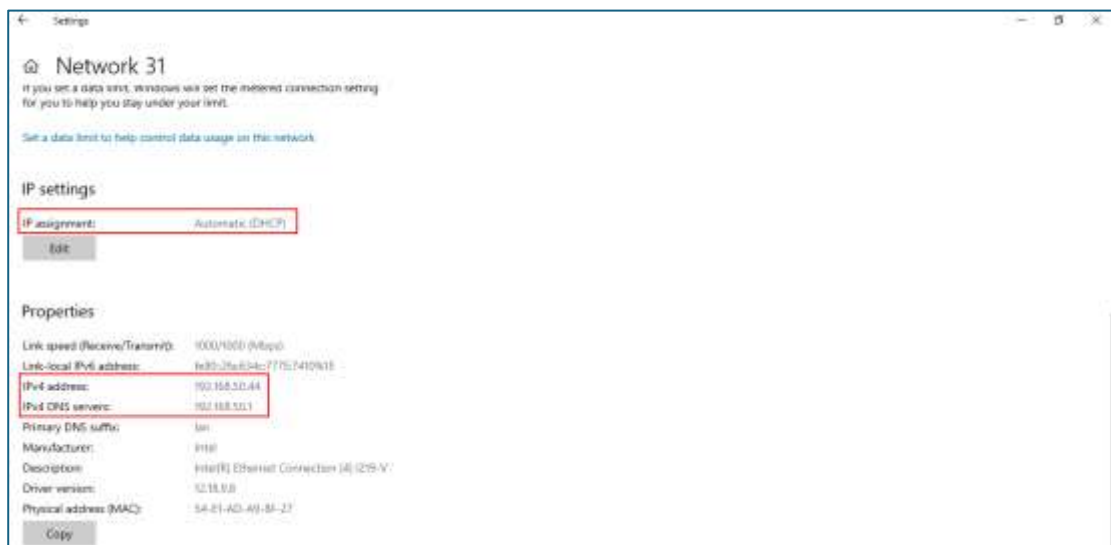 Settings
Network 31
If you set a data limit, Windows will set the metered connection setting
for you to help you stay under your limit.
Set a data limit to help control data usage on this network
IP settings
IP assignment: Automatic (DHCP)
Edit
Properties
Link speed (Receive/Transmit): 1000/1000 (Mbps)
Link-local IPv6 address:
IPv4 address: 192.168.50.44
IPv4 DNS servers: 192.168.50.1
Primary DNS suffix: lan
Manufacturer: Intel
Description: Intel(R) Ethernet Connection (4) I219-V
Driver version:
Physical address (MAC):
Copy